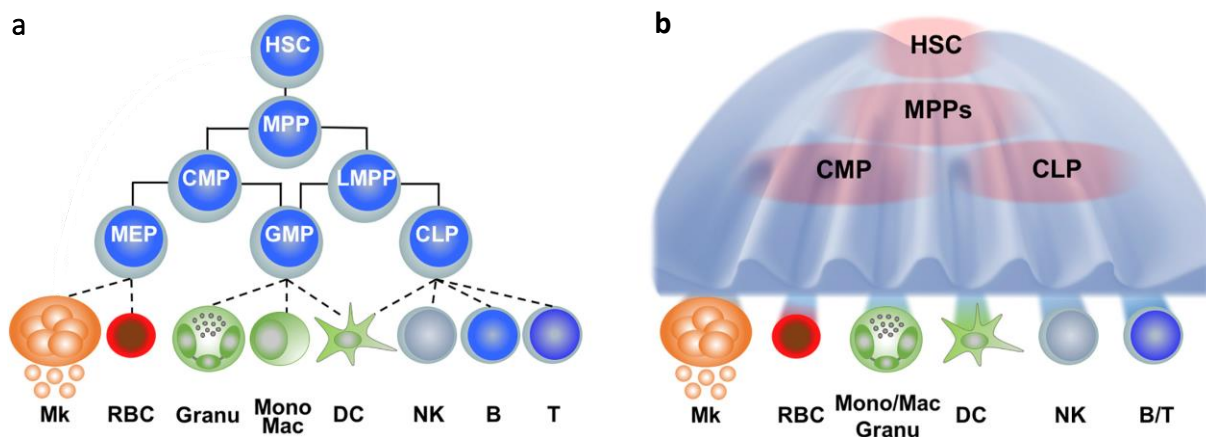 a
HSC
MPP
CMP LMPP
MEP GMP CLP
Mk RBC Granu Mono Mac DC NK B T
b
HSC
MPPs
CMP CLP
Mk RBC Mono/Mac Granu DC NK B/T